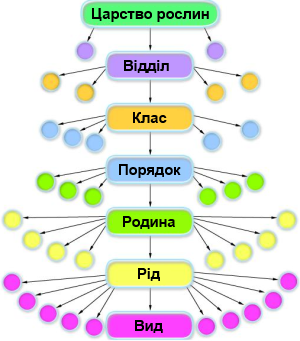 Царство рослин
Відділ
Клас
Порядок
Родина
Рід
Вид